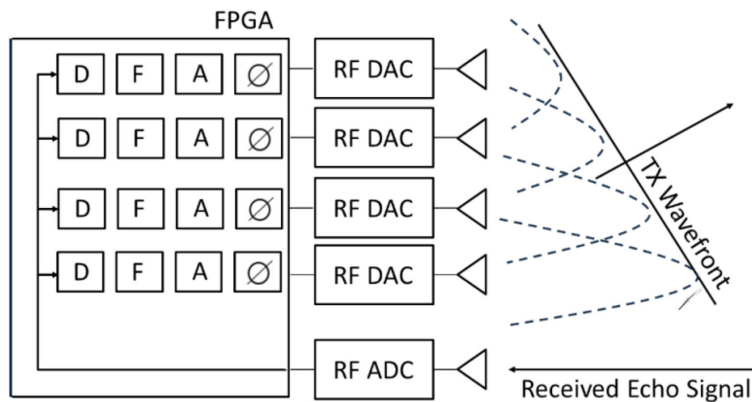 FPGA
D F A Ø RF DAC
D F A Ø RF DAC
D F A Ø RF DAC
D F A Ø RF DAC
RF ADC
TX Wavefront
Received Echo Signal